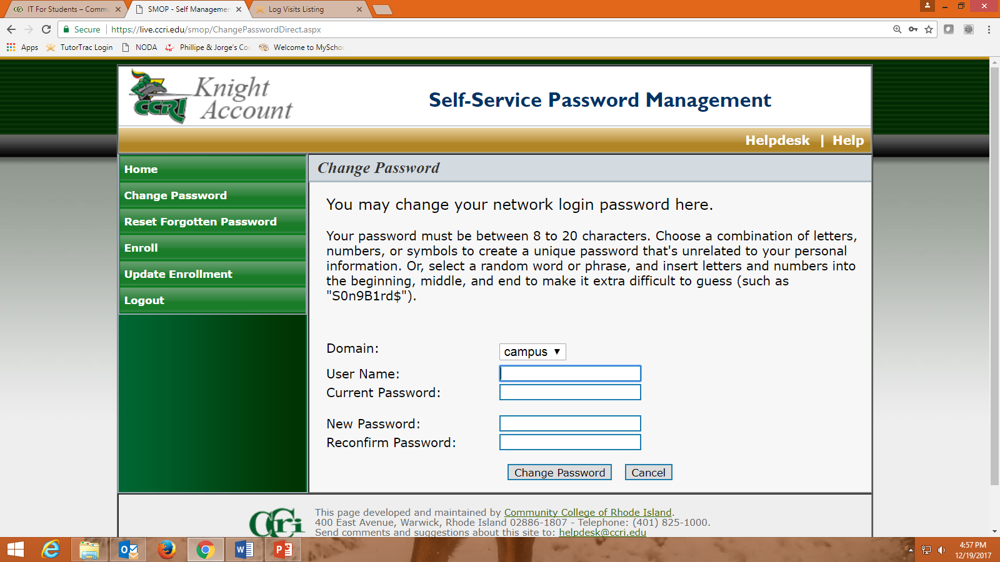 IT For Students – Commu
SMOP - Self Managemen
Log Visits Listing
Secure
https://live.ccri.edu/smop/ChangePasswordDirect.aspx
Apps
TutorTrac Login
NODA
Phillipe & Jorge's Coo
Welcome to MySchoo
CCRI
Knight
Account
Self-Service Password Management
Helpdesk | Help
Home
Change Password
Reset Forgotten Password
Enroll
Update Enrollment
Logout
Change Password
You may change your network login password here.
Your password must be between 8 to 20 characters. Choose a combination of letters,
numbers, or symbols to create a unique password that's unrelated to your personal
information. Or, select a random word or phrase, and insert letters and numbers into
the beginning, middle, and end to make it extra difficult to guess (such as
"S0n9B1rd$").
Domain:
campus
User Name:
Current Password:
New Password:
Reconfirm Password:
Change Password
Cancel
CCri
This page developed and maintained by Community College of Rhode Island.
400 East Avenue, Warwick, Rhode Island 02886-1807 - Telephone: (401) 825-1000.
Send comments and suggestions about this site to: helpdesk@ccri.edu
4:57 PM
12/19/2017